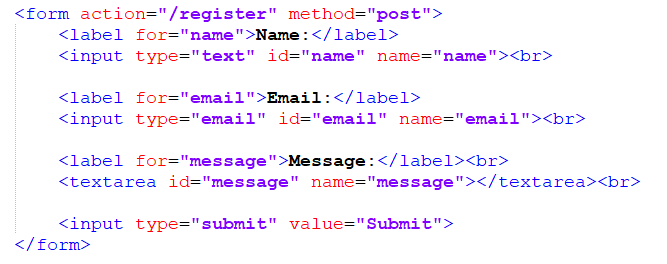 <form action="/register" method="post">
    <label for="name">Name:</label>
    <input type="text" id="name" name="name"><br>

    <label for="email">Email:</label>
    <input type="email" id="email" name="email"><br>

    <label for="message">Message:</label><br>
    <textarea id="message" name="message"></textarea><br>

    <input type="submit" value="Submit">
</form>